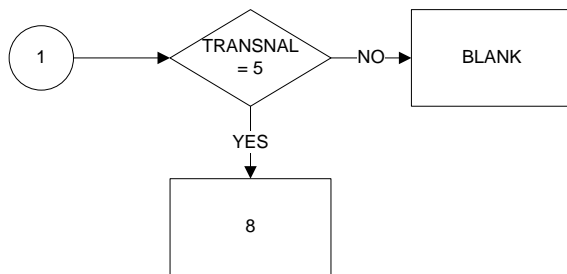 1
TRANSNAL
= 5
NO
BLANK
YES
8